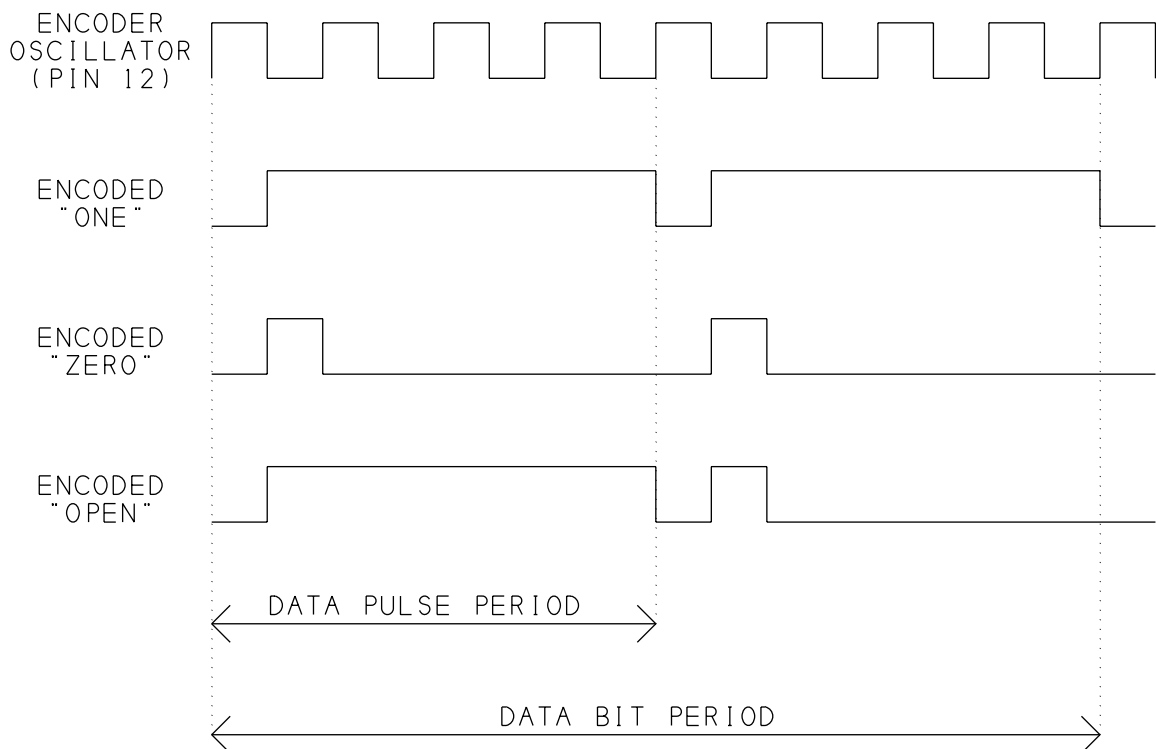 ENCODER
OSCILLATOR
(PIN 12)
ENCODED
"ONE"
ENCODED
"ZERO"
ENCODED
"OPEN"
DATA PULSE PERIOD
DATA BIT PERIOD